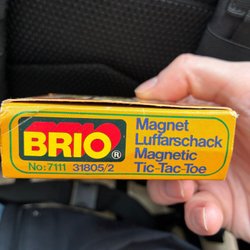 BRIO®
No: 7111 31805/2
Magnet
Luffarschack
Magnetic
Tic-Tac-Toe